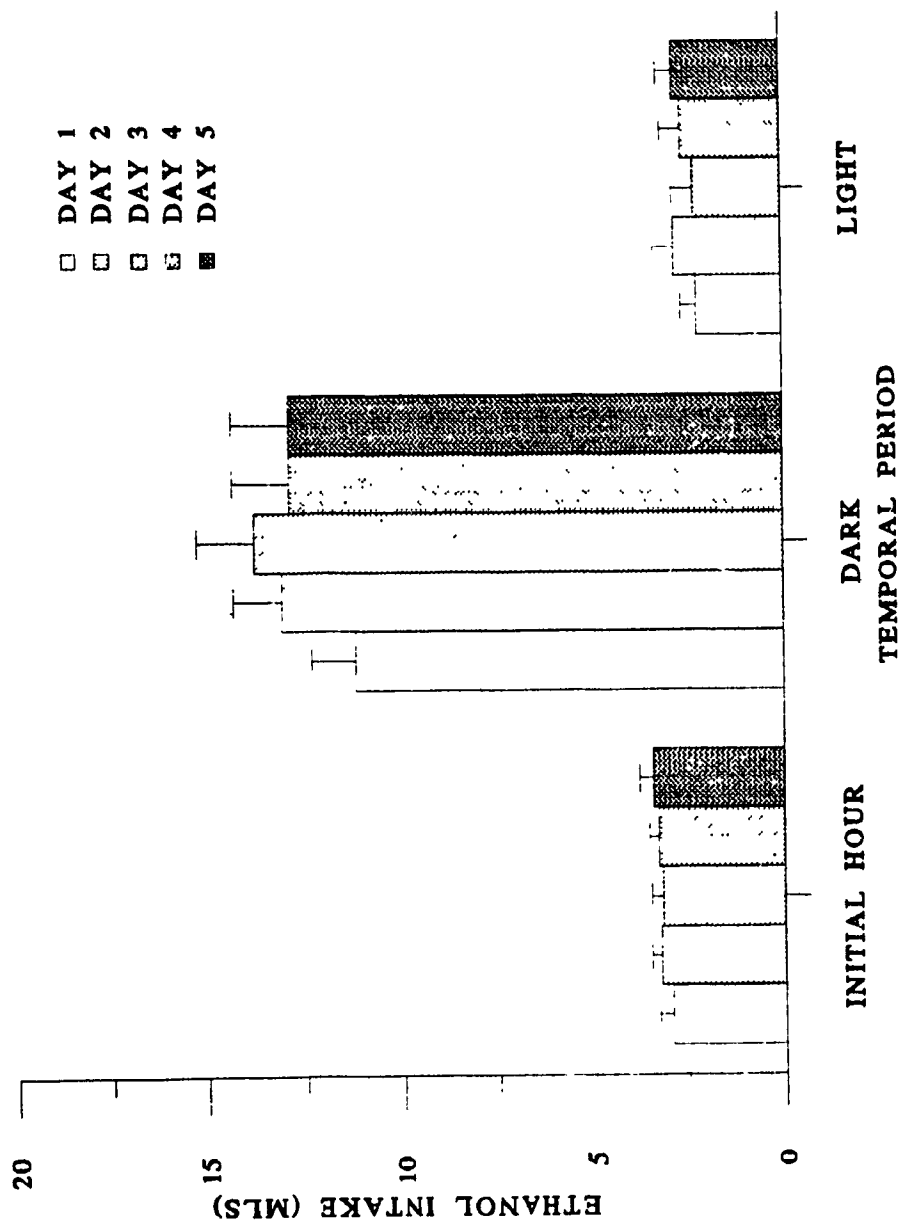 DAY 1
DAY 2
DAY 3
DAY 4
DAY 5
ETHANOL INTAKE (MLS)
20
15
10
5
0
INITIAL HOUR
DARK
LIGHT
TEMPORAL PERIOD